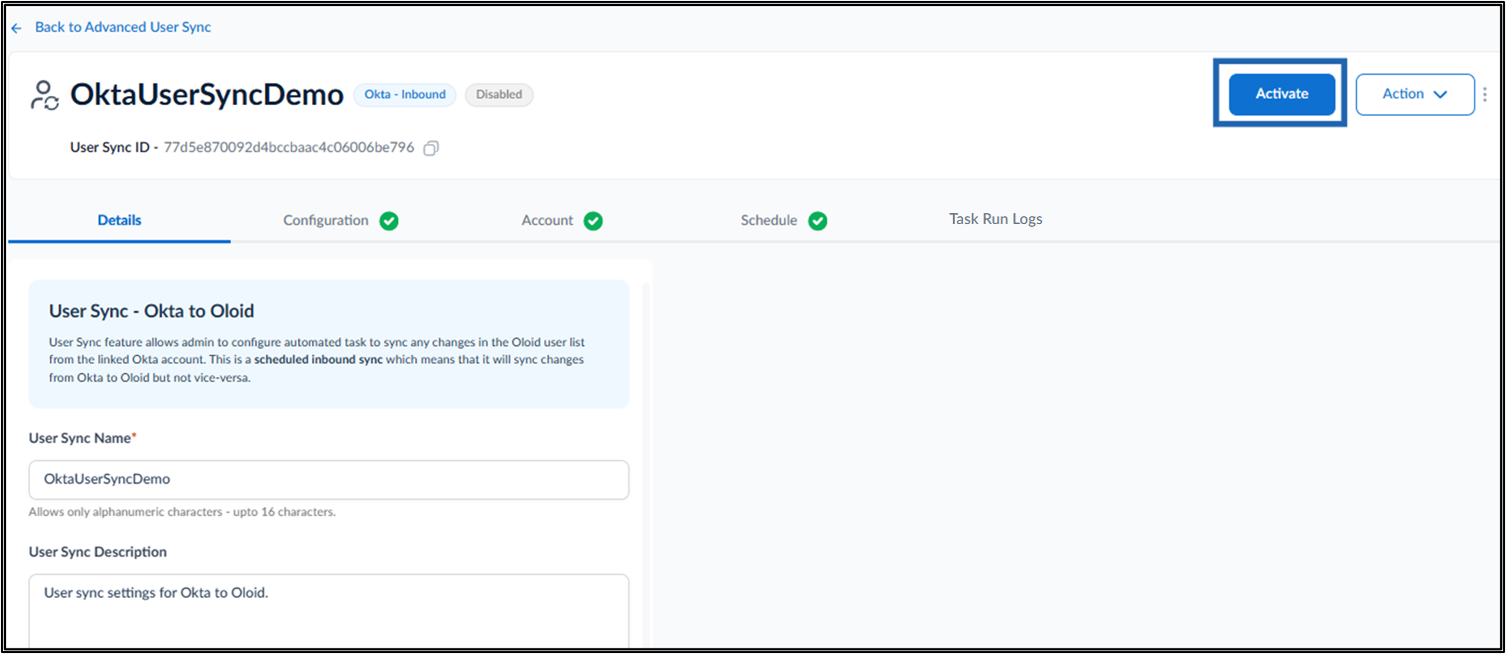 Back to Advanced User Sync
OktaUserSyncDemo Okta - Inbound Disabled Activate Action
User Sync ID - 77d5e870092d4bccbaac4c06006be796
Details Configuration Account Schedule Task Run Logs
User Sync - Okta to Oloid
User Sync feature allows admin to configure automated task to sync any changes in the Oloid user list
from the linked Okta account. This is a scheduled inbound sync which means that it will sync changes
from Okta to Oloid but not vice-versa.
User Sync Name*
OktaUserSyncDemo
Allows only alphanumeric characters - upto 16 characters.
User Sync Description
User sync settings for Okta to Oloid.